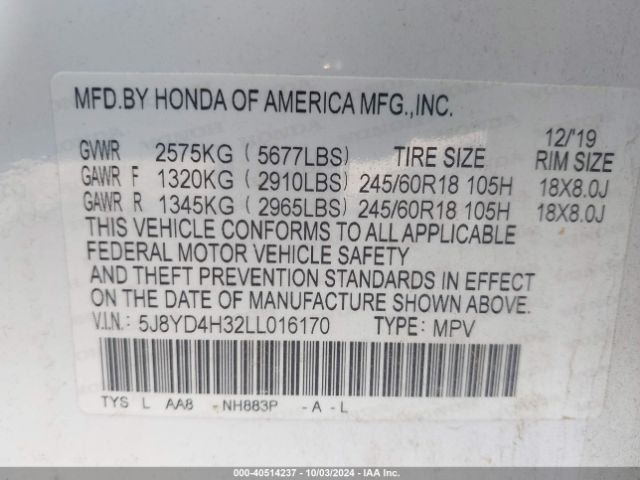 MFD.BY HONDA OF AMERICA MFG.,INC.
12/'19
GVWR 2575KG (5677LBS) TIRE SIZE RIM SIZE
GAWR F 1320KG (2910LBS) 245/60R18 105H 18X8.0J
GAWR R 1345KG (2965LBS) 245/60R18 105H 18X8.0J
THIS VEHICLE CONFORMS TO ALL APPLICABLE
FEDERAL MOTOR VEHICLE SAFETY
AND THEFT PREVENTION STANDARDS IN EFFECT
ON THE DATE OF MANUFACTURE SHOWN ABOVE.
V.I.N.: 5J8YD4H32LL016170 TYPE: MPV
TYS L AA8 -NH883P -A -L
000-40514237 - 10/03/2024 - IAA Inc.